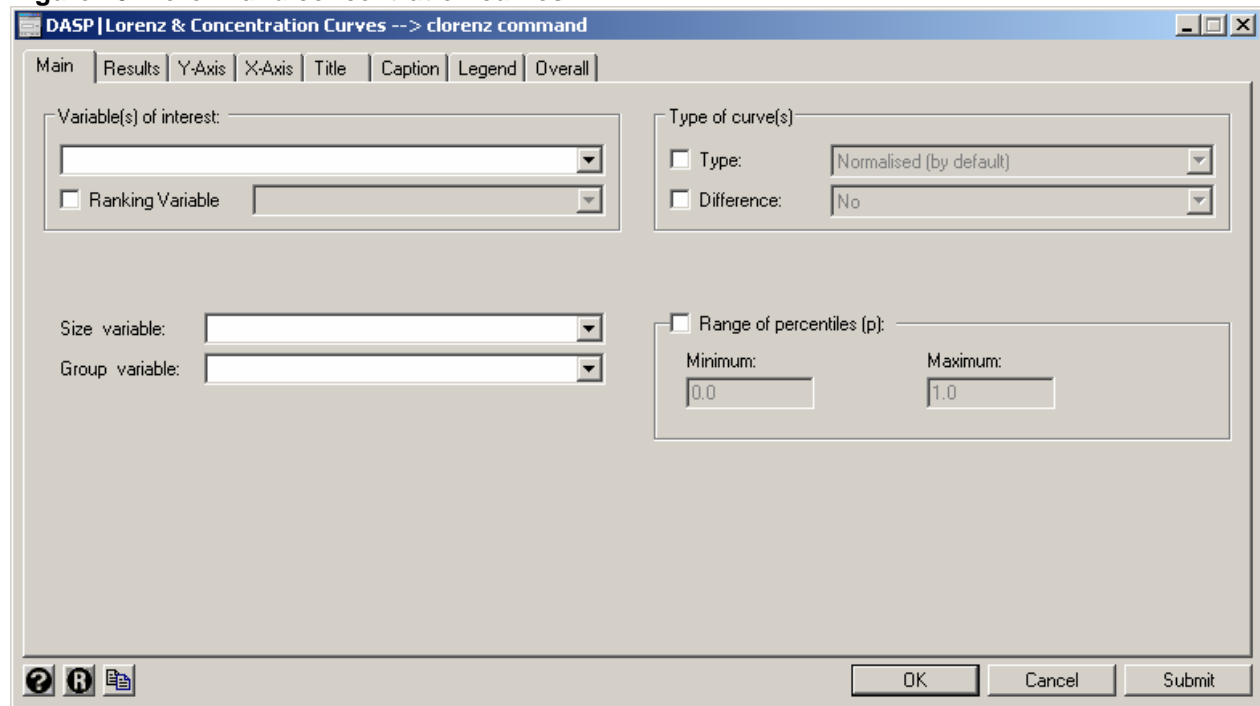 DASP|Lorenz & Concentration Curves --> clorenz command
Main Results Y-Axis X-Axis Title Caption Legend Overall
Variable(s) of interest:
Ranking Variable
Type of curve(s)
Type: Normalised (by default)
Difference: No
Size variable:
Group variable:
Range of percentiles (p):
Minimum: Maximum:
0.0 1.0
OK Cancel Submit